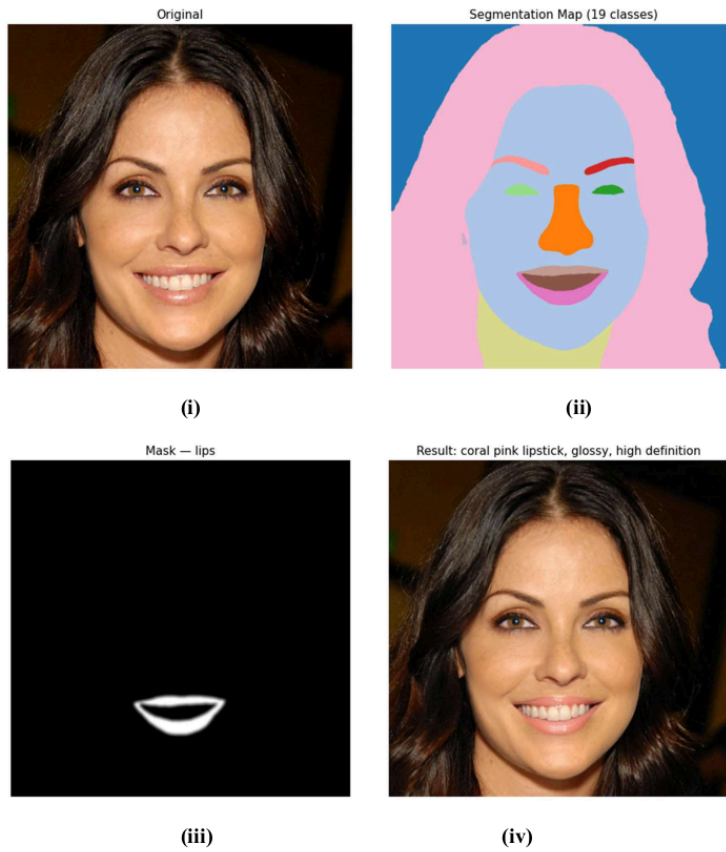 Original
Segmentation Map (19 classes)
(i)
(ii)
Mask — lips
Result: coral pink lipstick, glossy, high definition
(iii)
(iv)